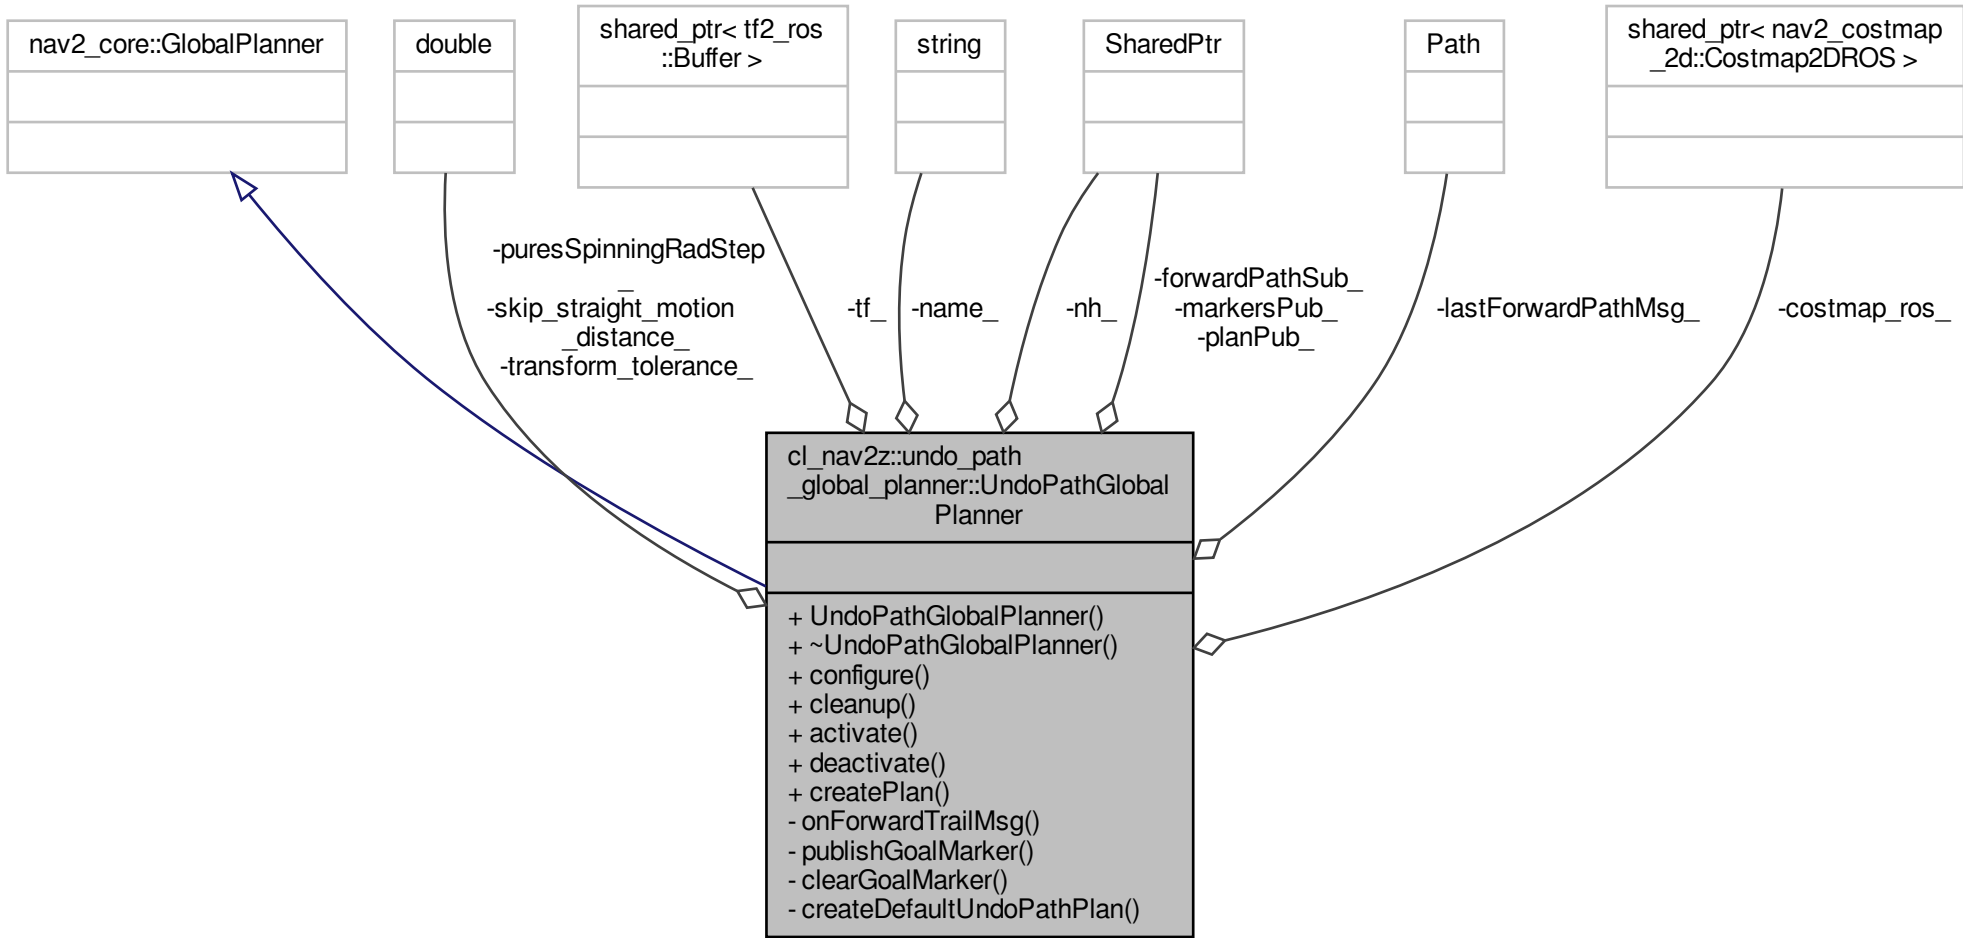 nav2_core::GlobalPlanner
double
shared_ptr< tf2_ros
::Buffer >
string
SharedPtr
Path
shared_ptr< nav2_costmap
_2d::Costmap2DROS >
-puresSpinningRadStep
_
-skip_straight_motion
_distance_
-transform_tolerance_
-tf_
-name_
-nh_
-forwardPathSub_
-markersPub_
-planPub_
-lastForwardPathMsg_
-costmap_ros_
cl_nav2z::undo_path
_global_planner::UndoPathGlobal
Planner
+ UndoPathGlobalPlanner()
+ ~UndoPathGlobalPlanner()
+ configure()
+ cleanup()
+ activate()
+ deactivate()
+ createPlan()
- onForwardTrailMsg()
- publishGoalMarker()
- clearGoalMarker()
- createDefaultUndoPathPlan()